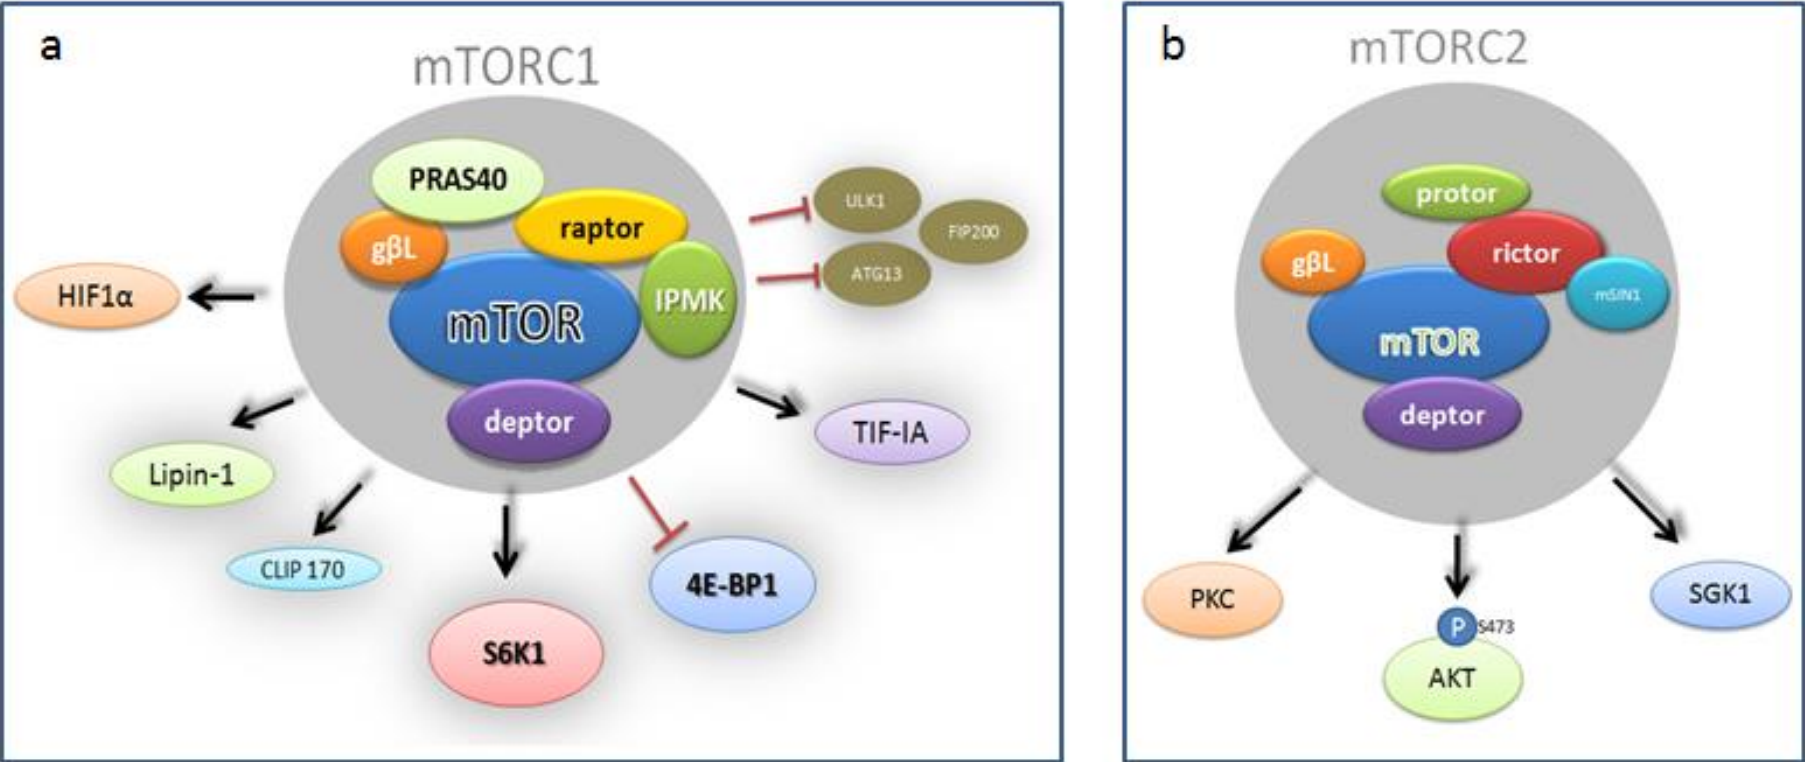 a
mTORC1
PRAS40
raptor
gβL
IPMK
mTOR
deptor
ULK1
FIP200
ATG13
HIF1α
TIF-IA
Lipin-1
CLIP 170
4E-BP1
S6K1
b
mTORC2
protor
rictor
gβL
mSIN1
mTOR
deptor
PKC
SGK1
P S473
AKT